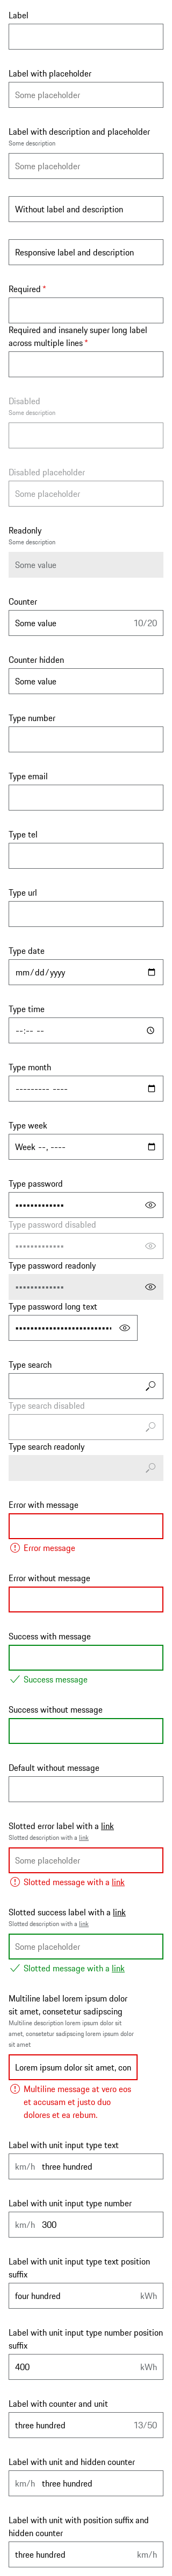 Label
Label with placeholder
Some placeholder
Label with description and placeholder
Some description
Some placeholder
Without label and description
Responsive label and description
Required *
Required and insanely super long label
across multiple lines *
Disabled
Some description
Disabled placeholder
Some placeholder
Readonly
Some description
Some value
Counter
Some value 10/20
Counter hidden
Some value
Type number
Type email
Type tel
Type url
Type date
mm/dd/yyyy
Type time
--:-- --
Type month
--------- ----
Type week
Week --, ----
Type password
•••••••••••••
Type password disabled
•••••••••••••
Type password readonly
•••••••••••••
Type password long text
••••••••••••••••••••••••••
Type search
Type search disabled
Type search readonly
Error with message
Error message
Error without message
Success with message
Success message
Success without message
Default without message
Slotted error label with a link
Slotted description with a link
Some placeholder
Slotted message with a link
Slotted success label with a link
Slotted description with a link
Some placeholder
Slotted message with a link
Multiline label lorem ipsum dolor
sit amet, consetetur sadipscing
Multiline description lorem ipsum dolor sit
amet, consetetur sadipscing lorem ipsum dolor
sit amet
Lorem ipsum dolor sit amet, con
Multiline message at vero eos
et accusam et justo duo
dolores et ea rebum.
Label with unit input type text
km/h three hundred
Label with unit input type number
km/h 300
Label with unit input type text position
suffix
four hundred kWh
Label with unit input type number position
suffix
400 kWh
Label with counter and unit
three hundred 13/50
Label with unit and hidden counter
km/h three hundred
Label with unit with position suffix and
hidden counter
three hundred km/h